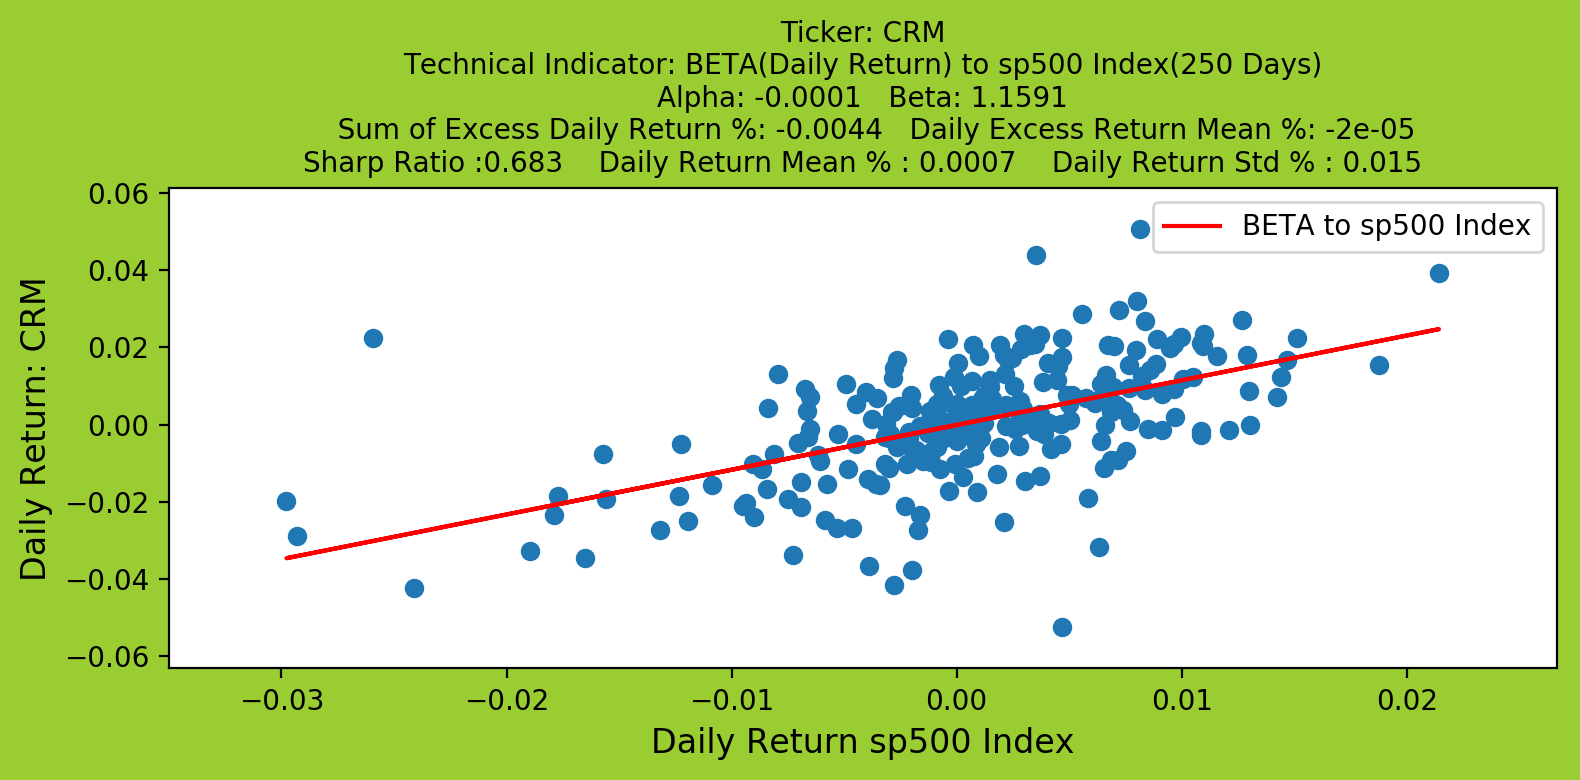 Ticker: CRM
Technical Indicator: BETA(Daily Return) to sp500 Index(250 Days)
Alpha: -0.0001 Beta: 1.1591
Sum of Excess Daily Return %: -0.0044 Daily Excess Return Mean %: -2e-05
Sharp Ratio :0.683 Daily Return Mean % : 0.0007 Daily Return Std % : 0.015
BETA to sp500 Index
Daily Return: CRM
0.06
0.04
0.02
0.00
−0.02
−0.04
−0.06
−0.03 −0.02 −0.01 0.00 0.01 0.02
Daily Return sp500 Index